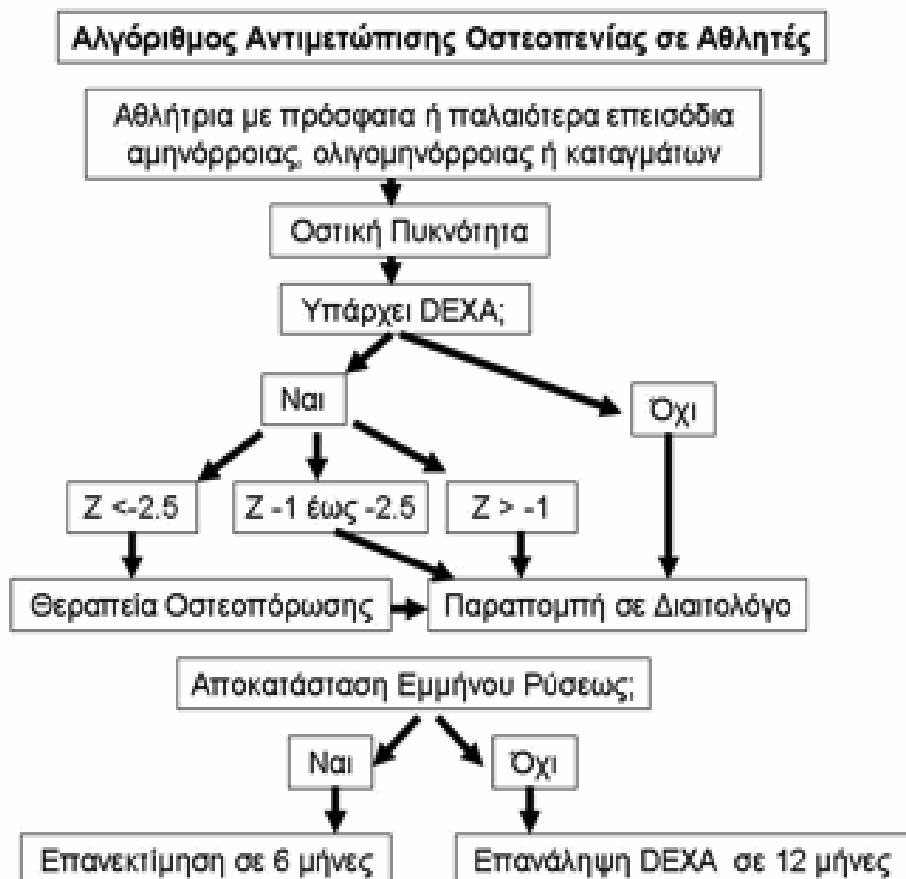 Αλγόριθμος Αντιμετώπισης Οστεοπενίας σε Αθλητές
Αθλήτρια με πρόσφατα ή παλαιότερα επεισόδια
αμηνόρροιας, ολιγομηνόρροιας ή καταγμάτων
Οστική Πυκνότητα
Υπάρχει DEXA;
Ναι
Όχι
Z <-2.5
Z -1 έως -2.5
Z > -1
Θεραπεία Οστεοπόρωσης
Παραπομπή σε Διαιτολόγο
Αποκατάσταση Εμμήνου Ρύσεως;
Ναι
Όχι
Επανεκτίμηση σε 6 μήνες
Επανάληψη DEXA σε 12 μήνες